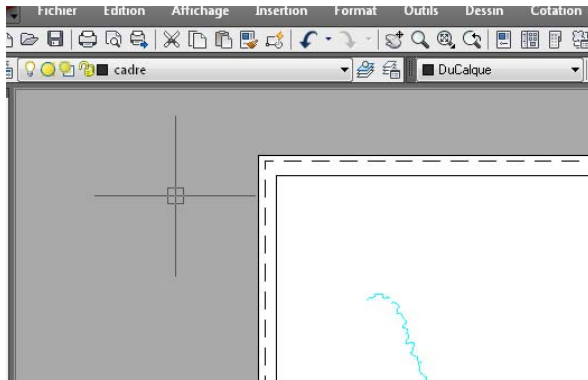 Fichier Edition Affichage Insertion Format Outils Dessin Cotation
cadre DuCalque